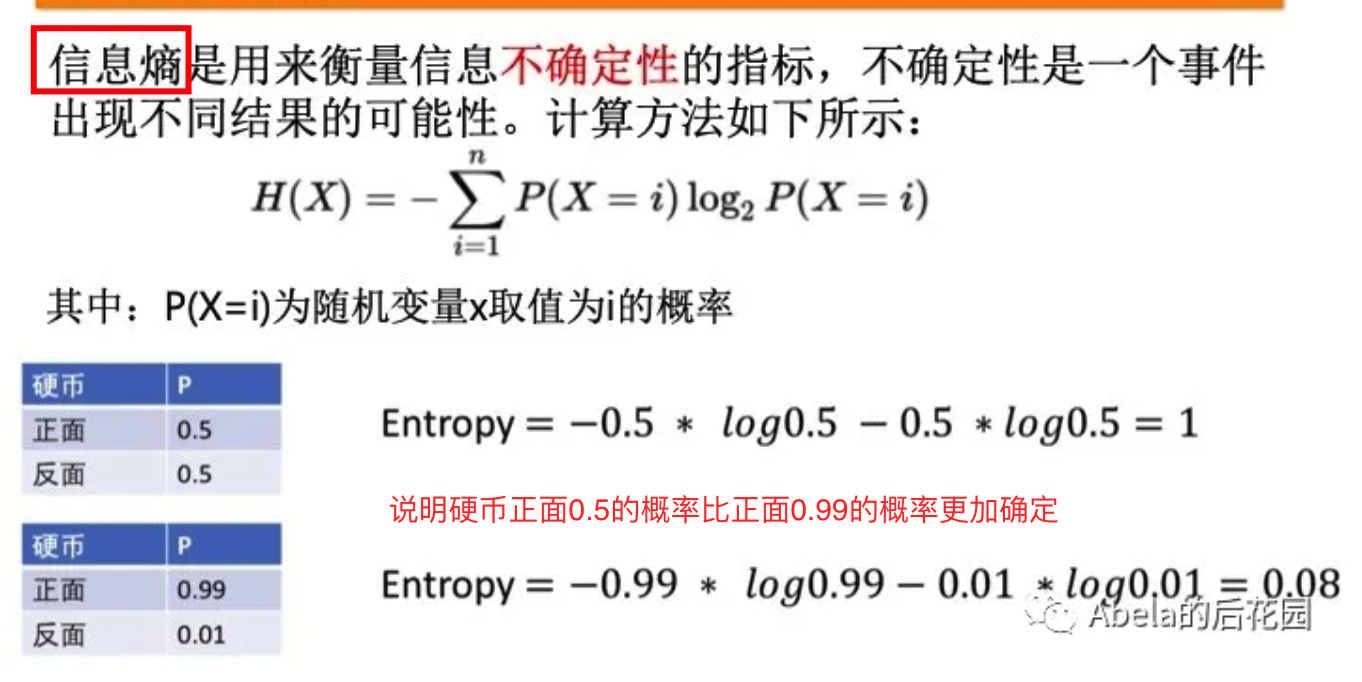 信息熵是用来衡量信息不确定性的指标，不确定性是一个事件
出现不同结果的可能性。计算方法如下所示：
H(X) = −∑_{i=1}^{n} P(X = i) log₂ P(X = i)
其中：P(X=i)为随机变量x取值为i的概率
硬币 P
正面 0.5
反面 0.5
Entropy = −0.5 * log0.5 − 0.5 * log0.5 = 1
说明硬币正面0.5的概率比正面0.99的概率更加确定
硬币 P
正面 0.99
反面 0.01
Entropy = −0.99 * log0.99 − 0.01 * log0.01 = 0.08
Abela的后花园